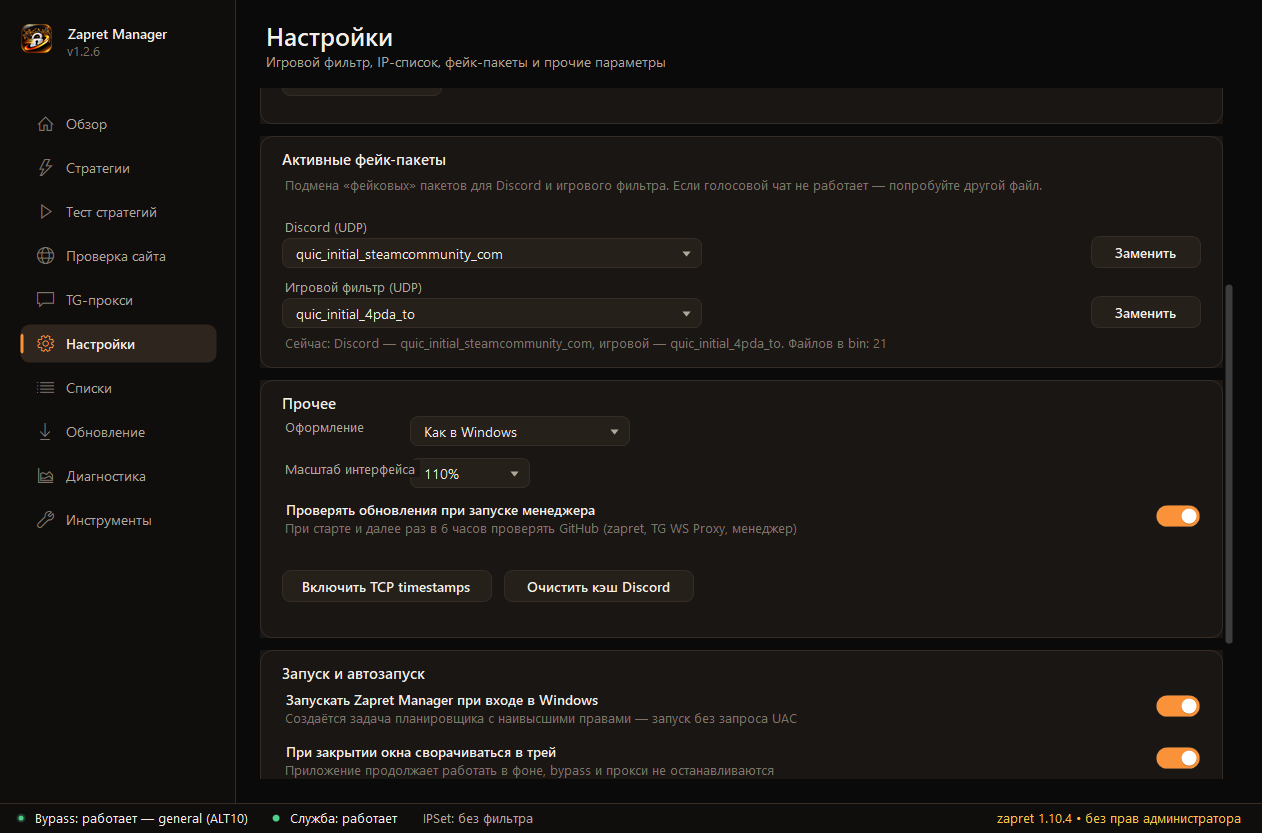 Zapret Manager
v1.2.6
Обзор
Стратегии
Тест стратегий
Проверка сайта
TG-прокси
Настройки
Списки
Обновление
Диагностика
Инструменты
Настройки
Игровой фильтр, IP-список, фейк-пакеты и прочие параметры
Активные фейк-пакеты
Подмена «фейковых» пакетов для Discord и игрового фильтра. Если голосовой чат не работает — попробуйте другой файл.
Discord (UDP)
quic_initial_steamcommunity_com
Заменить
Игровой фильтр (UDP)
quic_initial_4pda_to
Заменить
Сейчас: Discord — quic_initial_steamcommunity_com, игровой — quic_initial_4pda_to. Файлов в bin: 21
Прочее
Оформление
Как в Windows
Масштаб интерфейса
110%
Проверять обновления при запуске менеджера
При старте и далее раз в 6 часов проверять GitHub (zapret, TG WS Proxy, менеджер)
Включить TCP timestamps
Очистить кэш Discord
Запуск и автозапуск
Запускать Zapret Manager при входе в Windows
Создаётся задача планировщика с наивысшими правами — запуск без запроса UAC
При закрытии окна сворачиваться в трей
Приложение продолжает работать в фоне, bypass и прокси не останавливаются
Bypass: работает — general (ALT10)
Служба: работает
IPSet: без фильтра
zapret 1.10.4 • без прав администратора